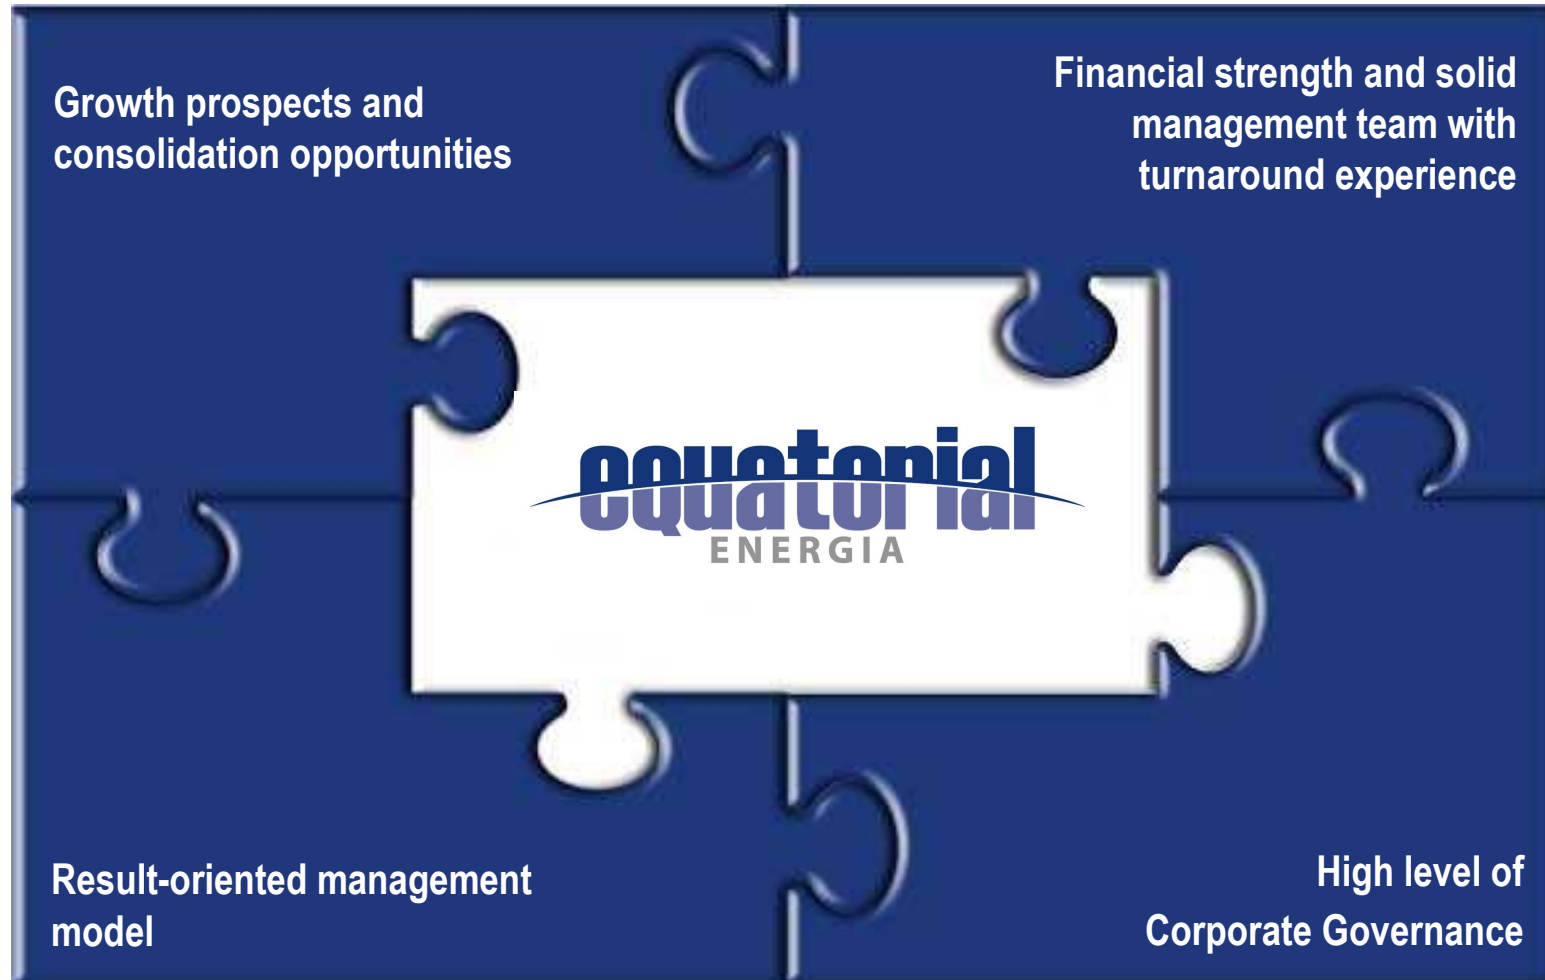 Growth prospects and
consolidation opportunities
Financial strength and solid
management team with
turnaround experience
equatorial
ENERGIA
Result-oriented management
model
High level of
Corporate Governance